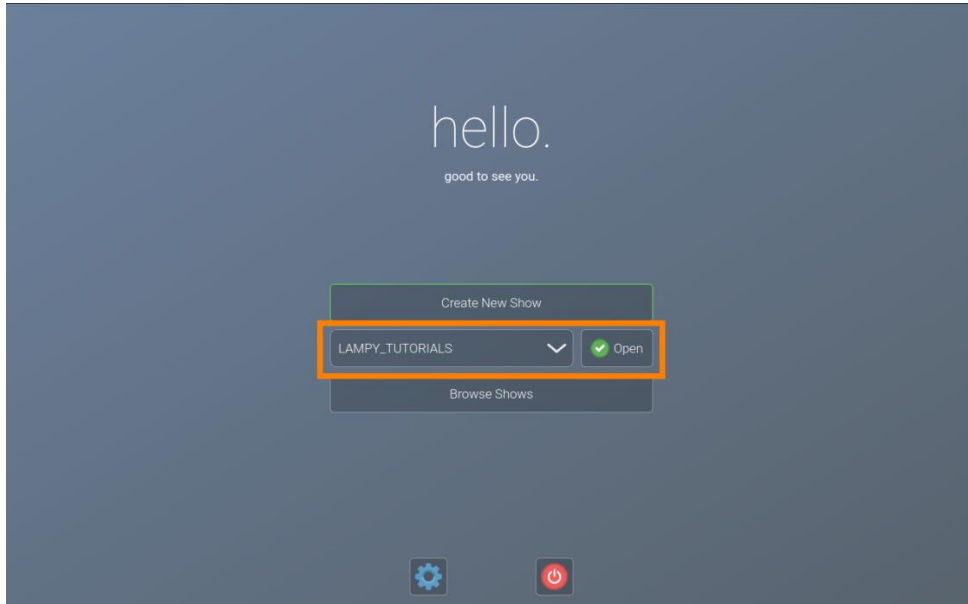 hello.
good to see you.
Create New Show
LAMPY_TUTORIALS
Open
Browse Shows